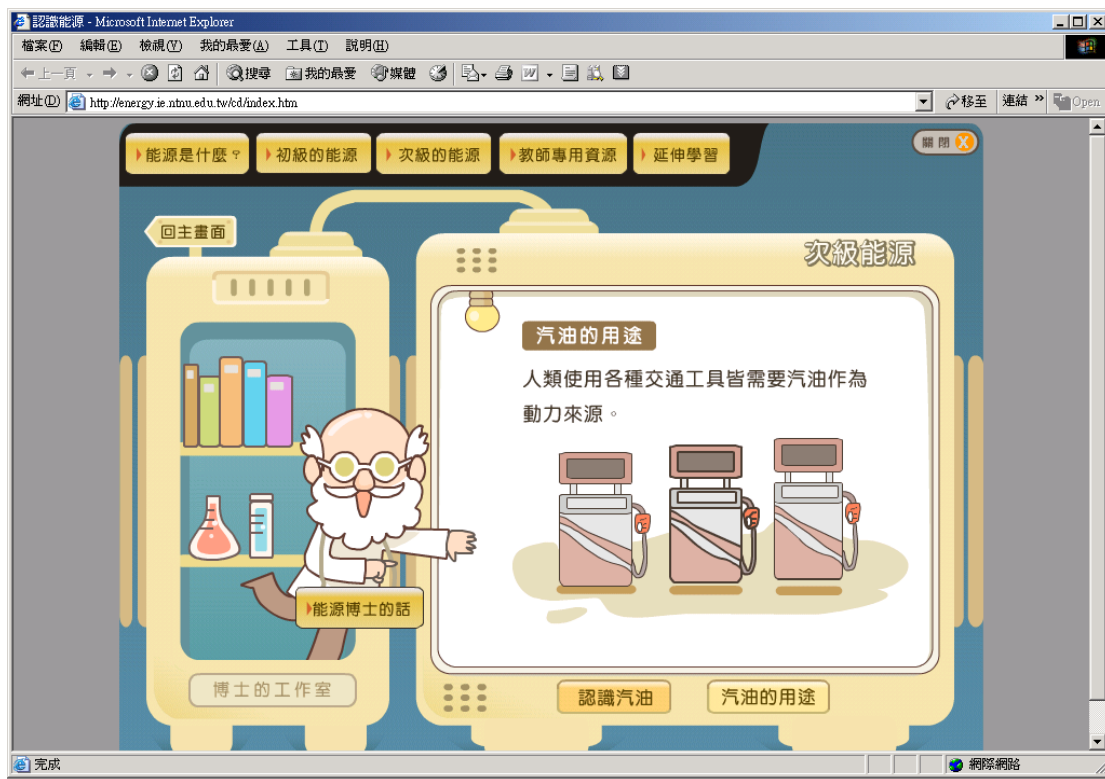 認識能源 - Microsoft Internet Explorer
檔案(F) 編輯(E) 檢視(V) 我的最愛(A) 工具(T) 說明(H)
上一頁 搜尋 我的最愛 媒體
網址(D) http://energy.ie.ntnu.edu.tw/cd/index.htm 移至 連結 » Open
能源是什麼? 初級的能源 次級的能源 教師專用資源 延伸學習 關閉 X
回主畫面
次級能源
汽油的用途
人類使用各種交通工具皆需要汽油作為
動力來源。
能源博士的話
博士的工作室
認識汽油 汽油的用途
完成 網際網路